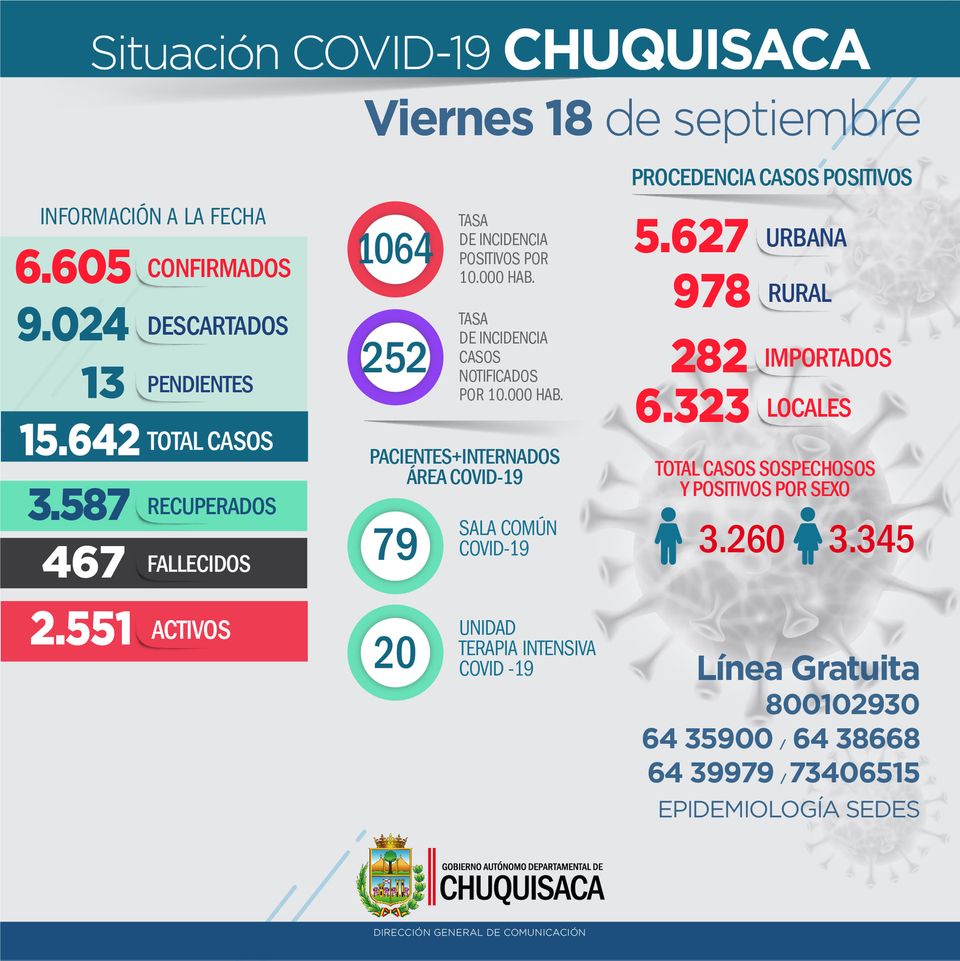 Situación COVID-19 CHUQUISACA
Viernes 18 de septiembre
INFORMACIÓN A LA FECHA
6.605 CONFIRMADOS
9.024 DESCARTADOS
13 PENDIENTES
15.642 TOTAL CASOS
3.587 RECUPERADOS
467 FALLECIDOS
2.551 ACTIVOS
1064
TASA
DE INCIDENCIA
POSITIVOS POR
10.000 HAB.
252
TASA
DE INCIDENCIA
CASOS
NOTIFICADOS
POR 10.000 HAB.
PACIENTES+INTERNADOS
ÁREA COVID-19
79
SALA COMÚN
COVID-19
20
UNIDAD
TERAPIA INTENSIVA
COVID -19
PROCEDENCIA CASOS POSITIVOS
5.627 URBANA
978 RURAL
282 IMPORTADOS
6.323 LOCALES
TOTAL CASOS SOSPECHOSOS
Y POSITIVOS POR SEXO
3.260 3.345
Línea Gratuita
800102930
64 35900 / 64 38668
64 39979 / 73406515
EPIDEMIOLOGÍA SEDES
GOBIERNO AUTÓNOMO DEPARTAMENTAL DE
CHUQUISACA
DIRECCIÓN GENERAL DE COMUNICACIÓN